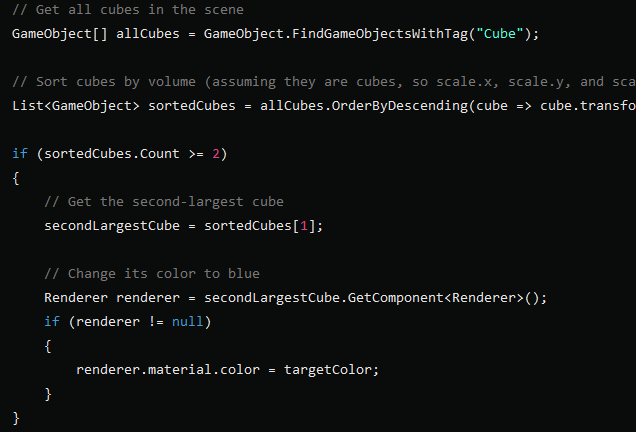 // Get all cubes in the scene
GameObject[] allCubes = GameObject.FindGameObjectsWithTag("Cube");
// Sort cubes by volume (assuming they are cubes, so scale.x, scale.y, and sca
List<GameObject> sortedCubes = allCubes.OrderByDescending(cube => cube.transfo
if (sortedCubes.Count >= 2)
{
    // Get the second-largest cube
    secondLargestCube = sortedCubes[1];
    // Change its color to blue
    Renderer renderer = secondLargestCube.GetComponent<Renderer>();
    if (renderer != null)
    {
        renderer.material.color = targetColor;
    }
}